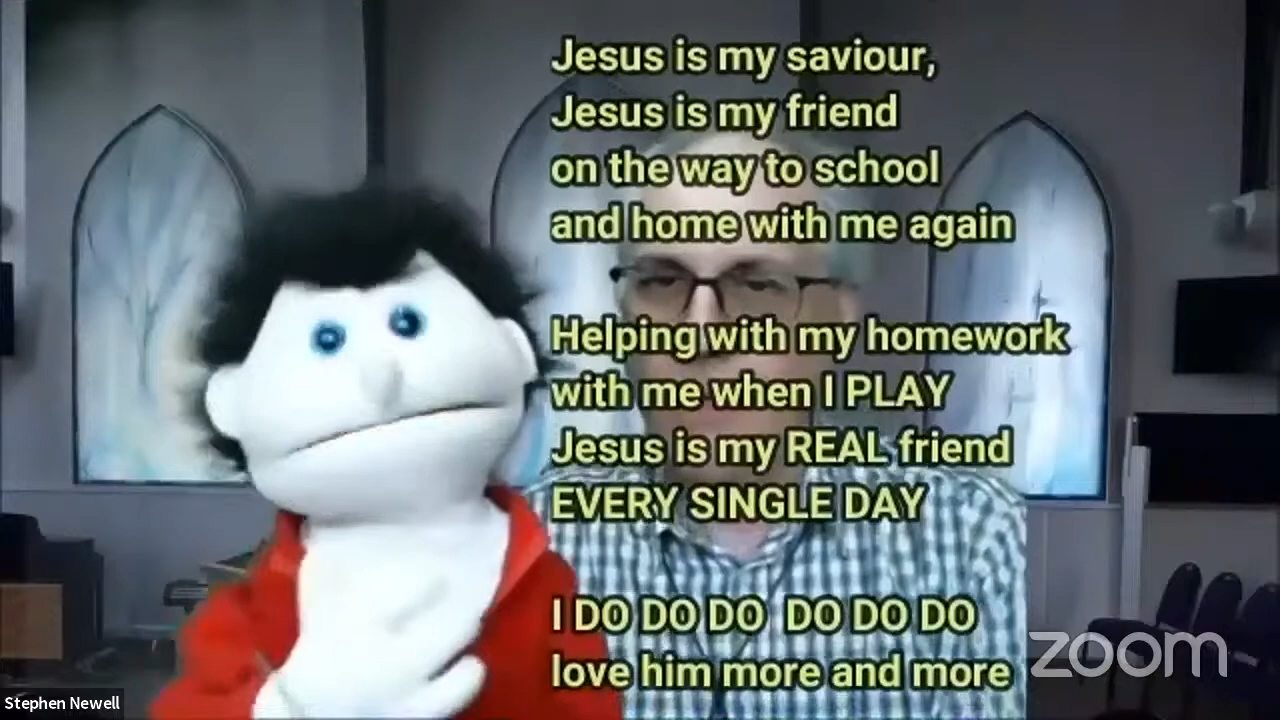 Jesus is my saviour,
Jesus is my friend
on the way to school
and home with me again
Helping with my homework
with me when I PLAY
Jesus is my REAL friend
EVERY SINGLE DAY
I DO DO DO  DO DO DO
love him more and more
zoom
Stephen Newell